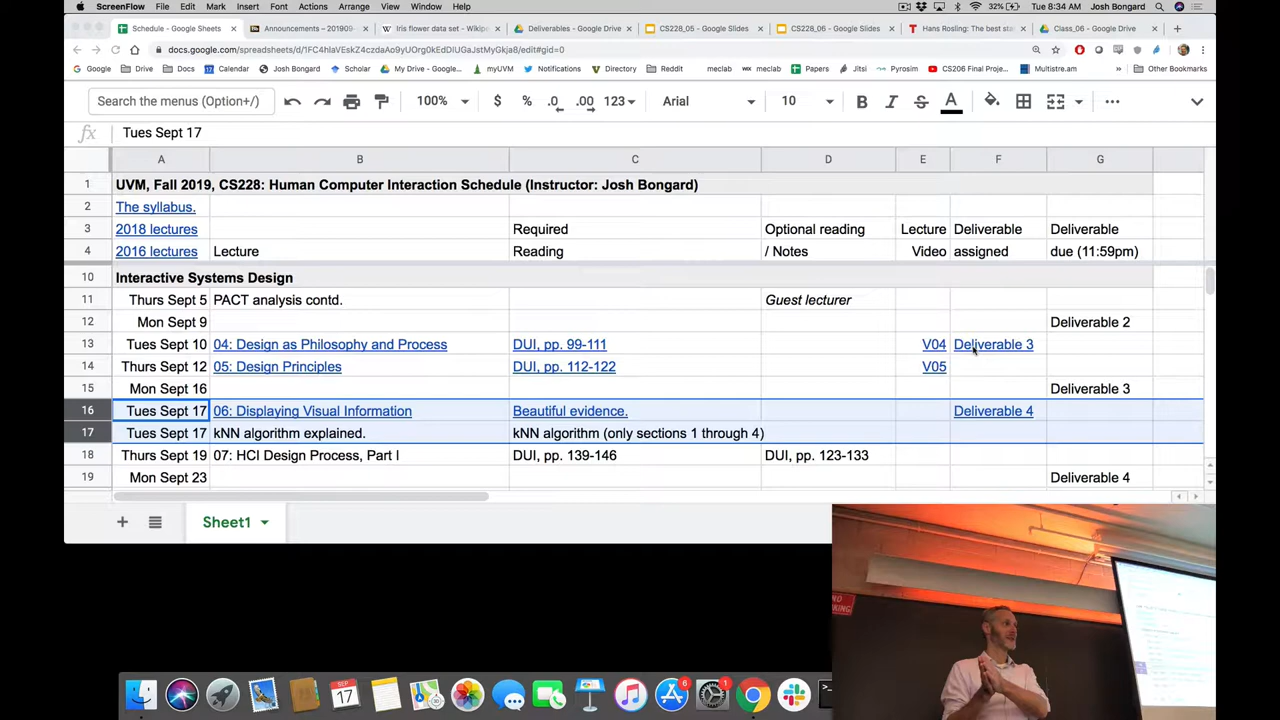 ScreenFlow File Edit Mark Insert Font Actions Arrange View Window Help 32% Tue 8:34 AM Josh Bongard
Schedule - Google Sheets Announcements – 201909 Iris flower data set - Wikipe Deliverables - Google Drive CS228_05 - Google Slides CS228_06 - Google Slides Hans Rosling: The best sta Class_06 - Google Drive
docs.google.com/spreadsheets/d/
Google Drive Docs Calendar Josh Bongard Scholar My Drive - Google... myUVM Notifications Directory Reddit meclab meclab Papers Jitsi Pyrosim CS206 Final Proje... Multistre.am Other Bookmarks
Search the menus (Option+/) 100% $ % .0 .00 123 Arial 10 B I S A
fx Tues Sept 17
A B C D E F G
1 UVM, Fall 2019, CS228: Human Computer Interaction Schedule (Instructor: Josh Bongard)
2 The syllabus.
3 2018 lectures Required Optional reading Lecture Deliverable Deliverable
4 2016 lectures Lecture Reading / Notes Video assigned due (11:59pm)
10 Interactive Systems Design
11 Thurs Sept 5 PACT analysis contd. Guest lecturer
12 Mon Sept 9 Deliverable 2
13 Tues Sept 10 04: Design as Philosophy and Process DUI, pp. 99-111 V04 Deliverable 3
14 Thurs Sept 12 05: Design Principles DUI, pp. 112-122 V05
15 Mon Sept 16 Deliverable 3
16 Tues Sept 17 06: Displaying Visual Information Beautiful evidence. Deliverable 4
17 Tues Sept 17 kNN algorithm explained. kNN algorithm (only sections 1 through 4)
18 Thurs Sept 19 07: HCI Design Process, Part I DUI, pp. 139-146 DUI, pp. 123-133
19 Mon Sept 23 Deliverable 4
+ Sheet1
NO
SEP
17
6